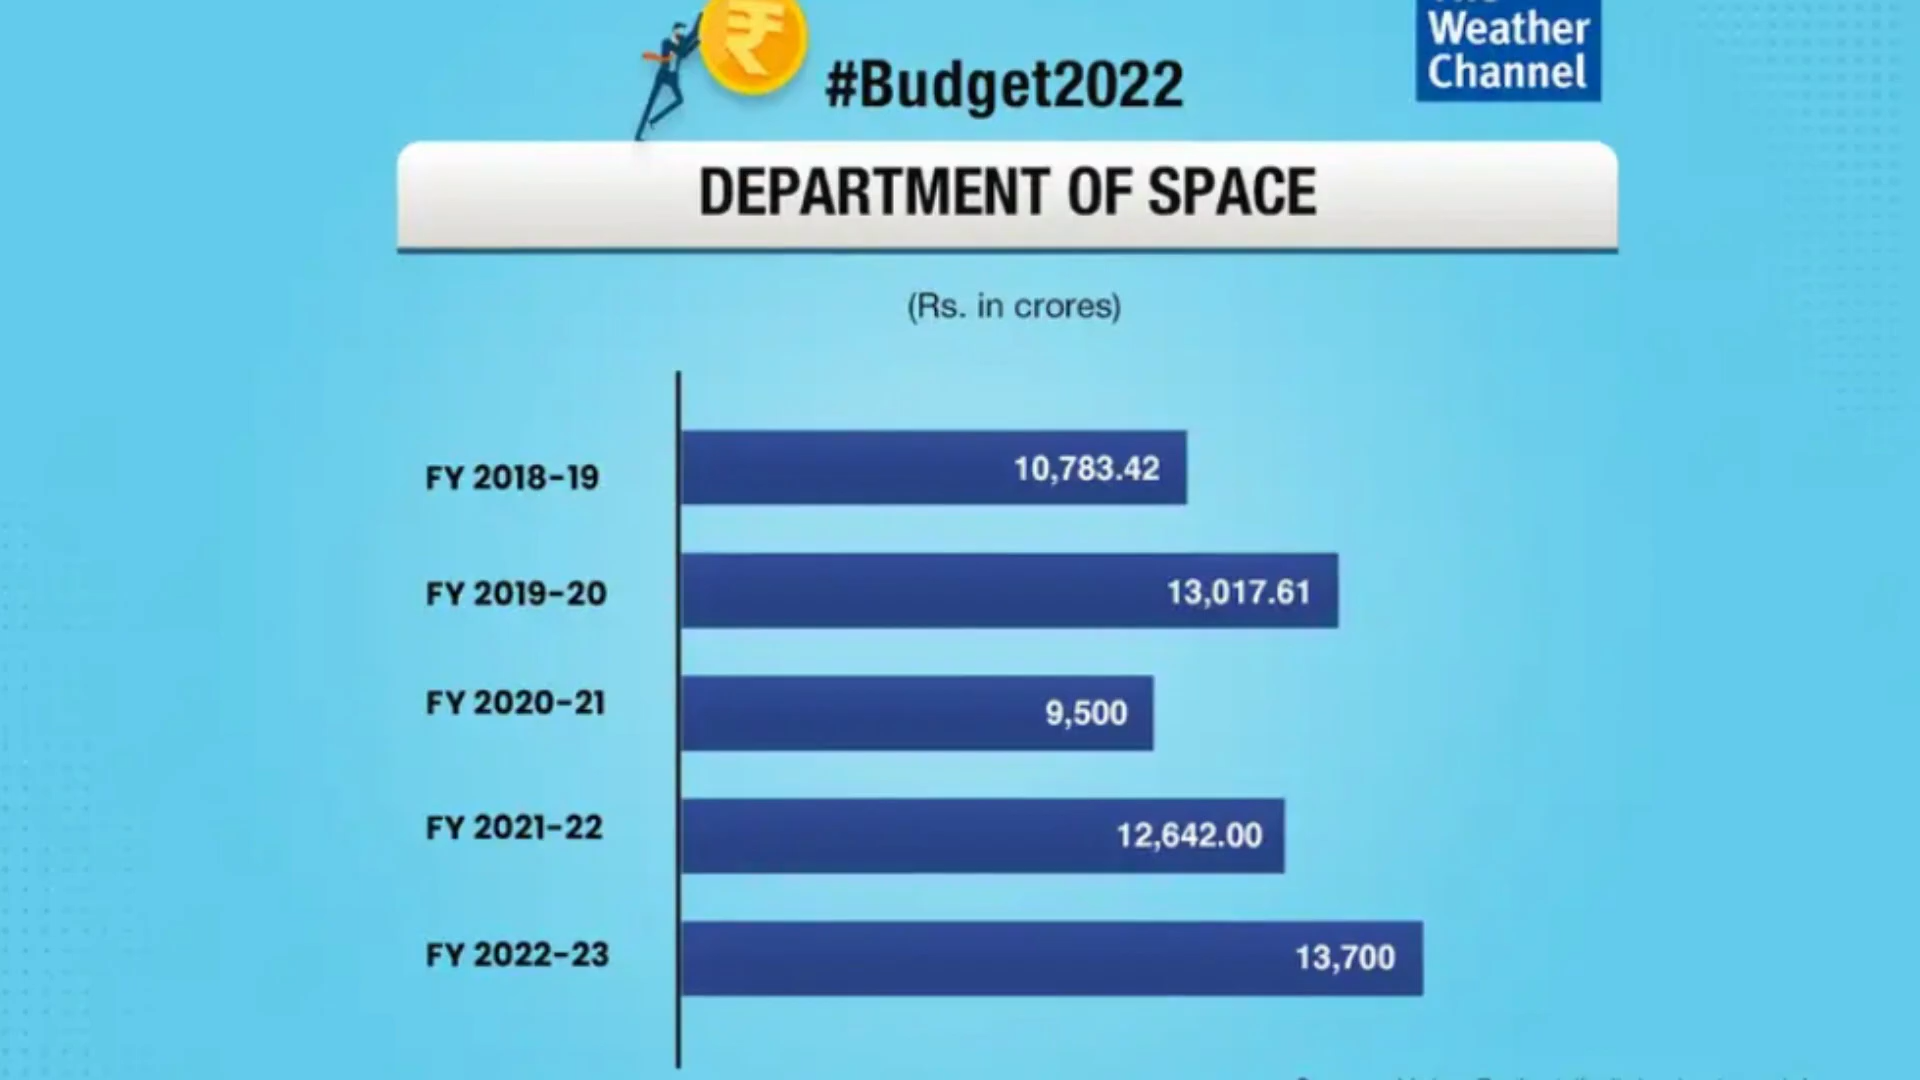 #Budget2022
Weather
Channel
DEPARTMENT OF SPACE
(Rs. in crores)
FY 2018-19
10,783.42
FY 2019-20
13,017.61
FY 2020-21
9,500
FY 2021-22
12,642.00
FY 2022-23
13,700